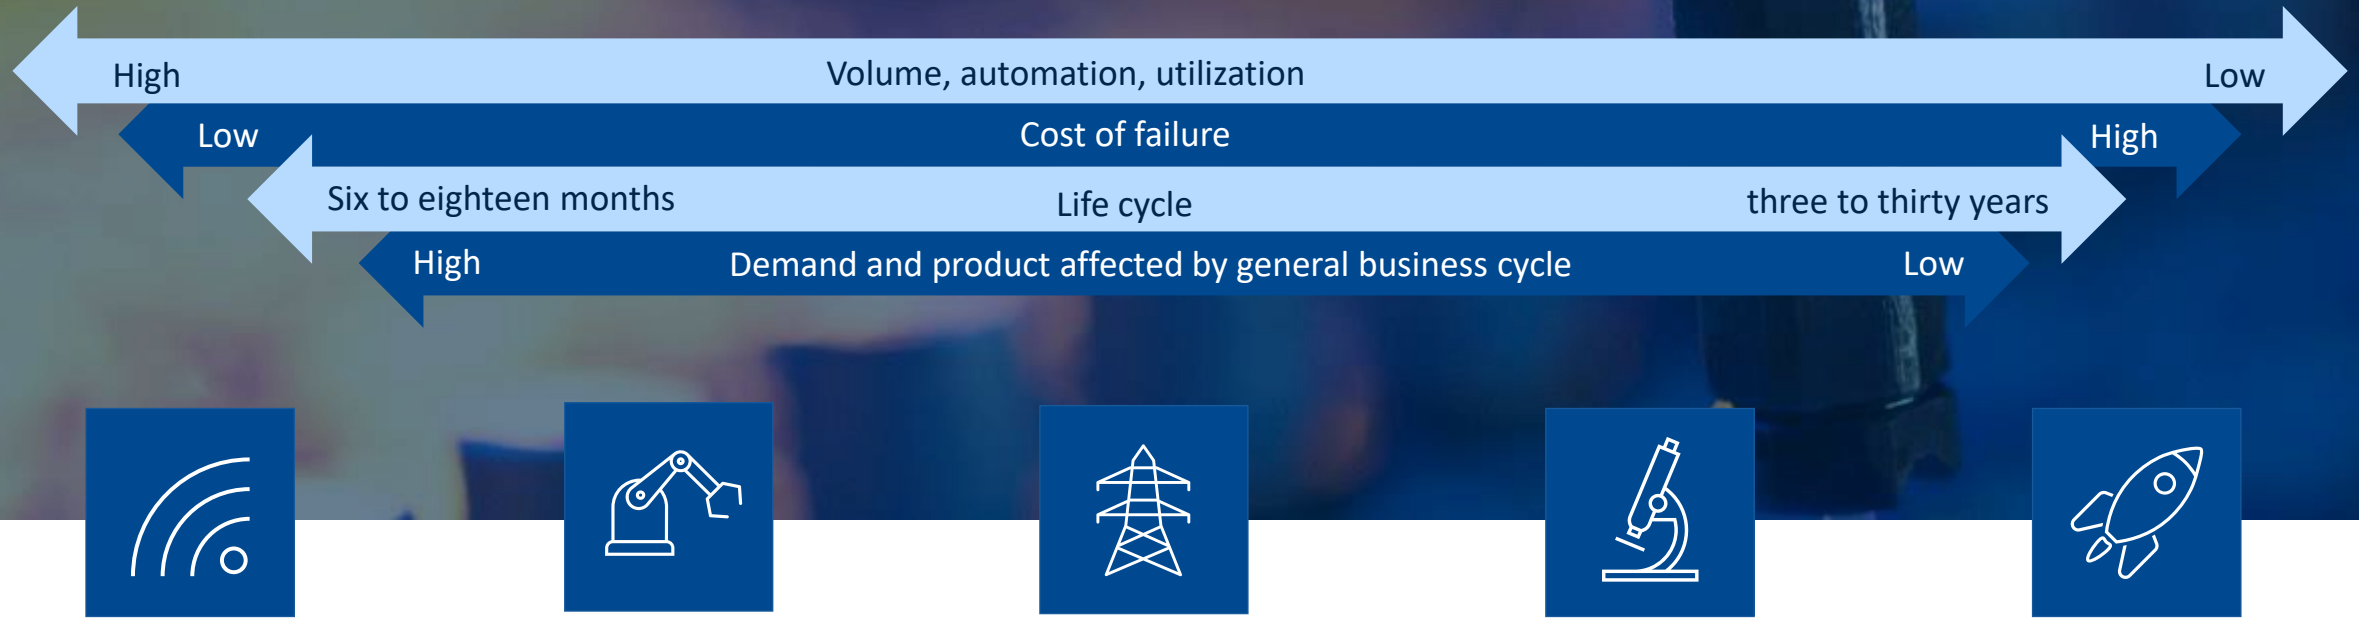 High Volume, automation, utilization Low
Low Cost of failure High
Six to eighteen months Life cycle three to thirty years
High Demand and product affected by general business cycle Low